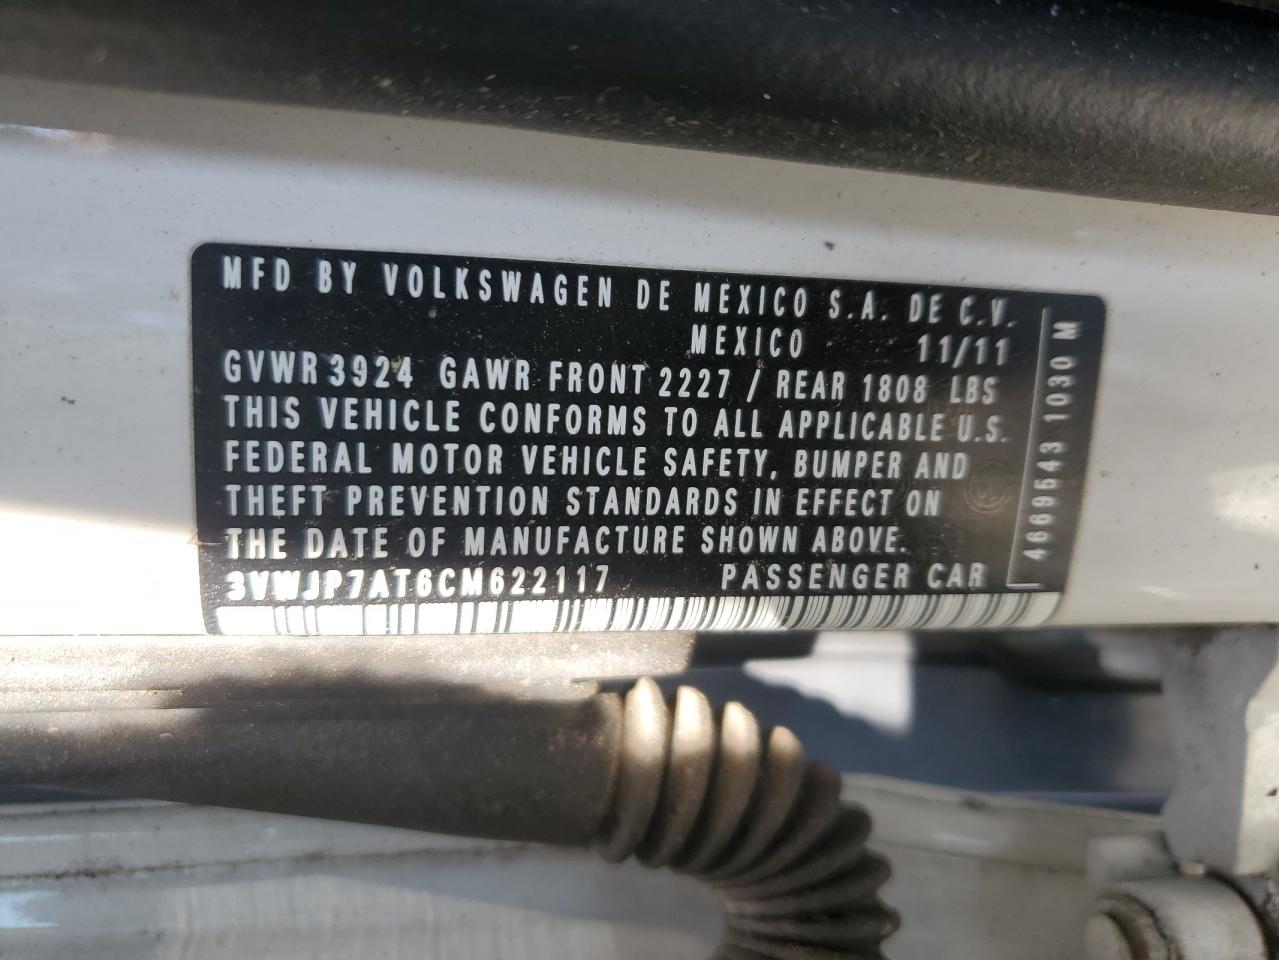 MFD BY VOLKSWAGEN DE MEXICO S.A. DE C.V.
MEXICO 11/11
GVWR 3924 GAWR FRONT 2227 / REAR 1808 LBS
THIS VEHICLE CONFORMS TO ALL APPLICABLE U.S.
FEDERAL MOTOR VEHICLE SAFETY, BUMPER AND
THEFT PREVENTION STANDARDS IN EFFECT ON
THE DATE OF MANUFACTURE SHOWN ABOVE.
3VWJP7AT6CM622117 PASSENGER CAR
4669543 1030 M